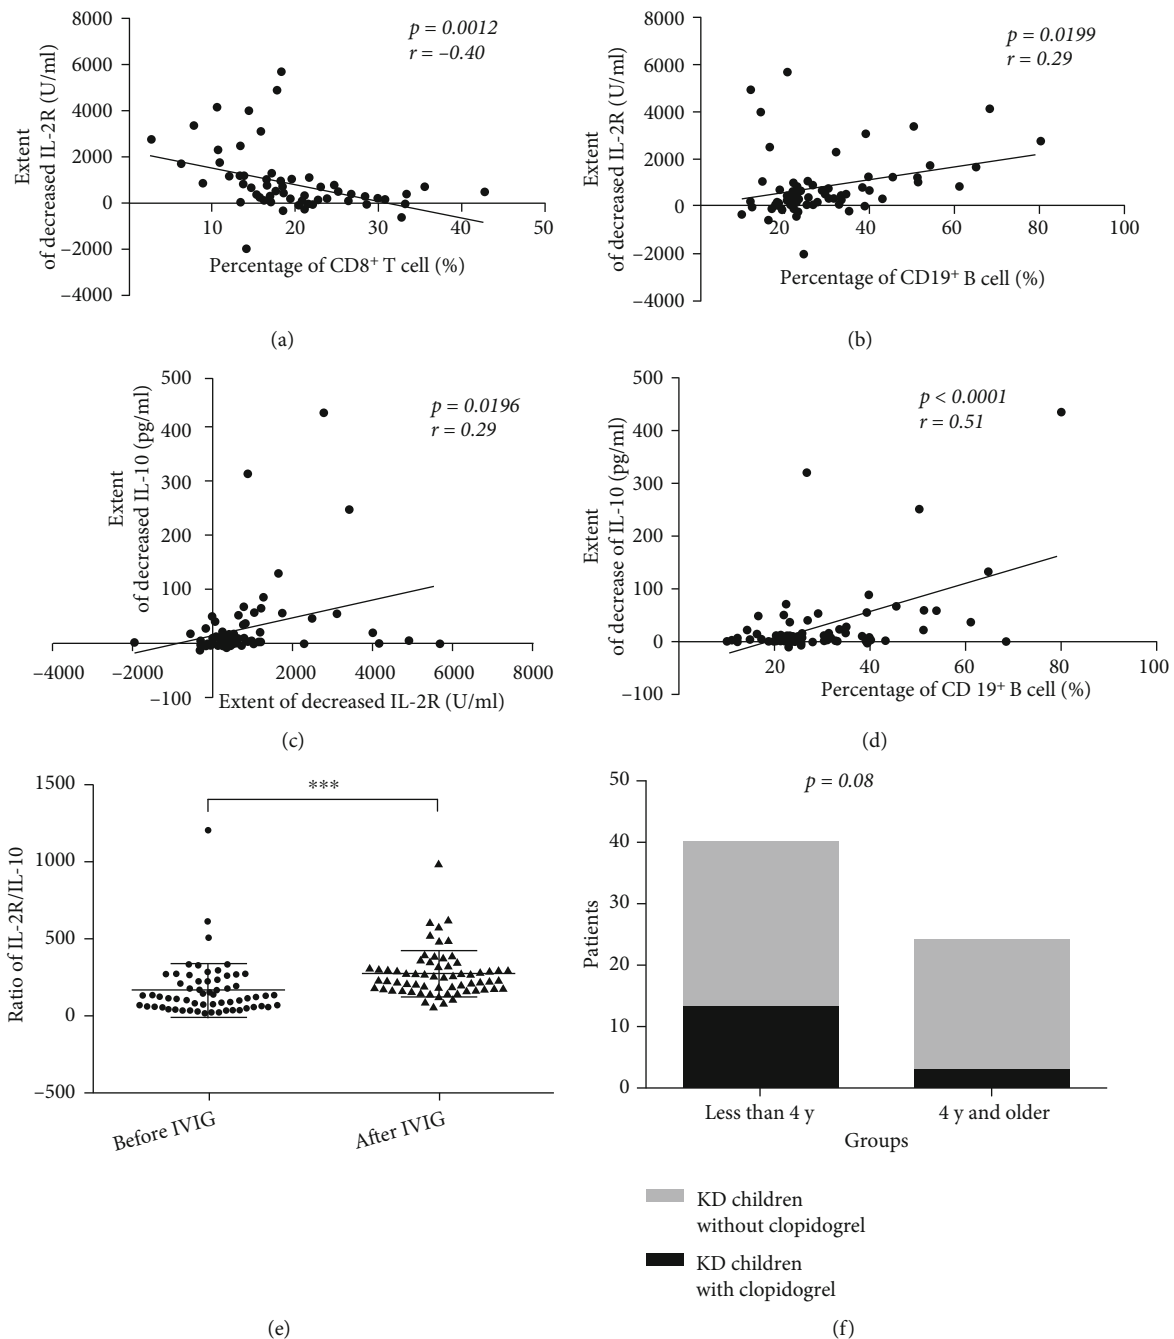 8000
6000
4000
2000
0
−2000
−4000
10
20
30
40
50
Extent
of decreased IL-2R (U/ml)
p = 0.0012
r = −0.40
Percentage of CD8⁺ T cell (%)
(a)
8000
6000
4000
2000
0
−2000
−4000
20
40
60
80
100
Extent
of decreased IL-2R (U/ml)
p = 0.0199
r = 0.29
Percentage of CD19⁺ B cell (%)
(b)
500
400
300
200
100
0
−100
−4000
−2000
2000
4000
6000
8000
Extent
of decreased IL-10 (pg/ml)
p = 0.0196
r = 0.29
Extent of decreased IL-2R (U/ml)
(c)
500
400
300
200
100
0
−100
20
40
60
80
100
Extent
of decrease of IL-10 (pg/ml)
p < 0.0001
r = 0.51
Percentage of CD 19⁺ B cell (%)
(d)
1500
1000
500
0
−500
Ratio of IL-2R/IL-10
***
Before IVIG
After IVIG
(e)
50
40
30
20
10
0
Patients
p = 0.08
Less than 4 y
4 y and older
Groups
KD children
without clopidogrel
KD children
with clopidogrel
(f)